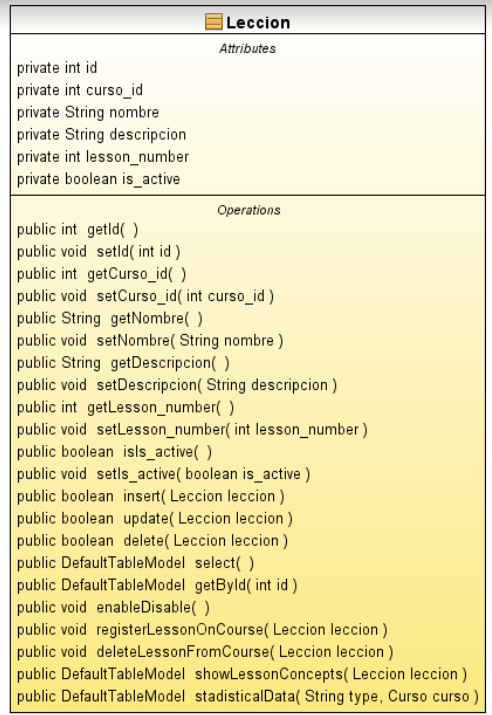 Leccion
Attributes
private int id
private int curso_id
private String nombre
private String descripcion
private int lesson_number
private boolean is_active
Operations
public int getId( )
public void setId( int id )
public int getCurso_id( )
public void setCurso_id( int curso_id )
public String getNombre( )
public void setNombre( String nombre )
public String getDescripcion( )
public void setDescripcion( String descripcion )
public int getLesson_number( )
public void setLesson_number( int lesson_number )
public boolean isIs_active( )
public void setIs_active( boolean is_active )
public boolean insert( Leccion leccion )
public boolean update( Leccion leccion )
public boolean delete( Leccion leccion )
public DefaultTableModel select( )
public DefaultTableModel getById( int id )
public void enableDisable( )
public void registerLessonOnCourse( Leccion leccion )
public void deleteLessonFromCourse( Leccion leccion )
public DefaultTableModel showLessonConcepts( Leccion leccion )
public DefaultTableModel stadisticalData( String type, Curso curso )